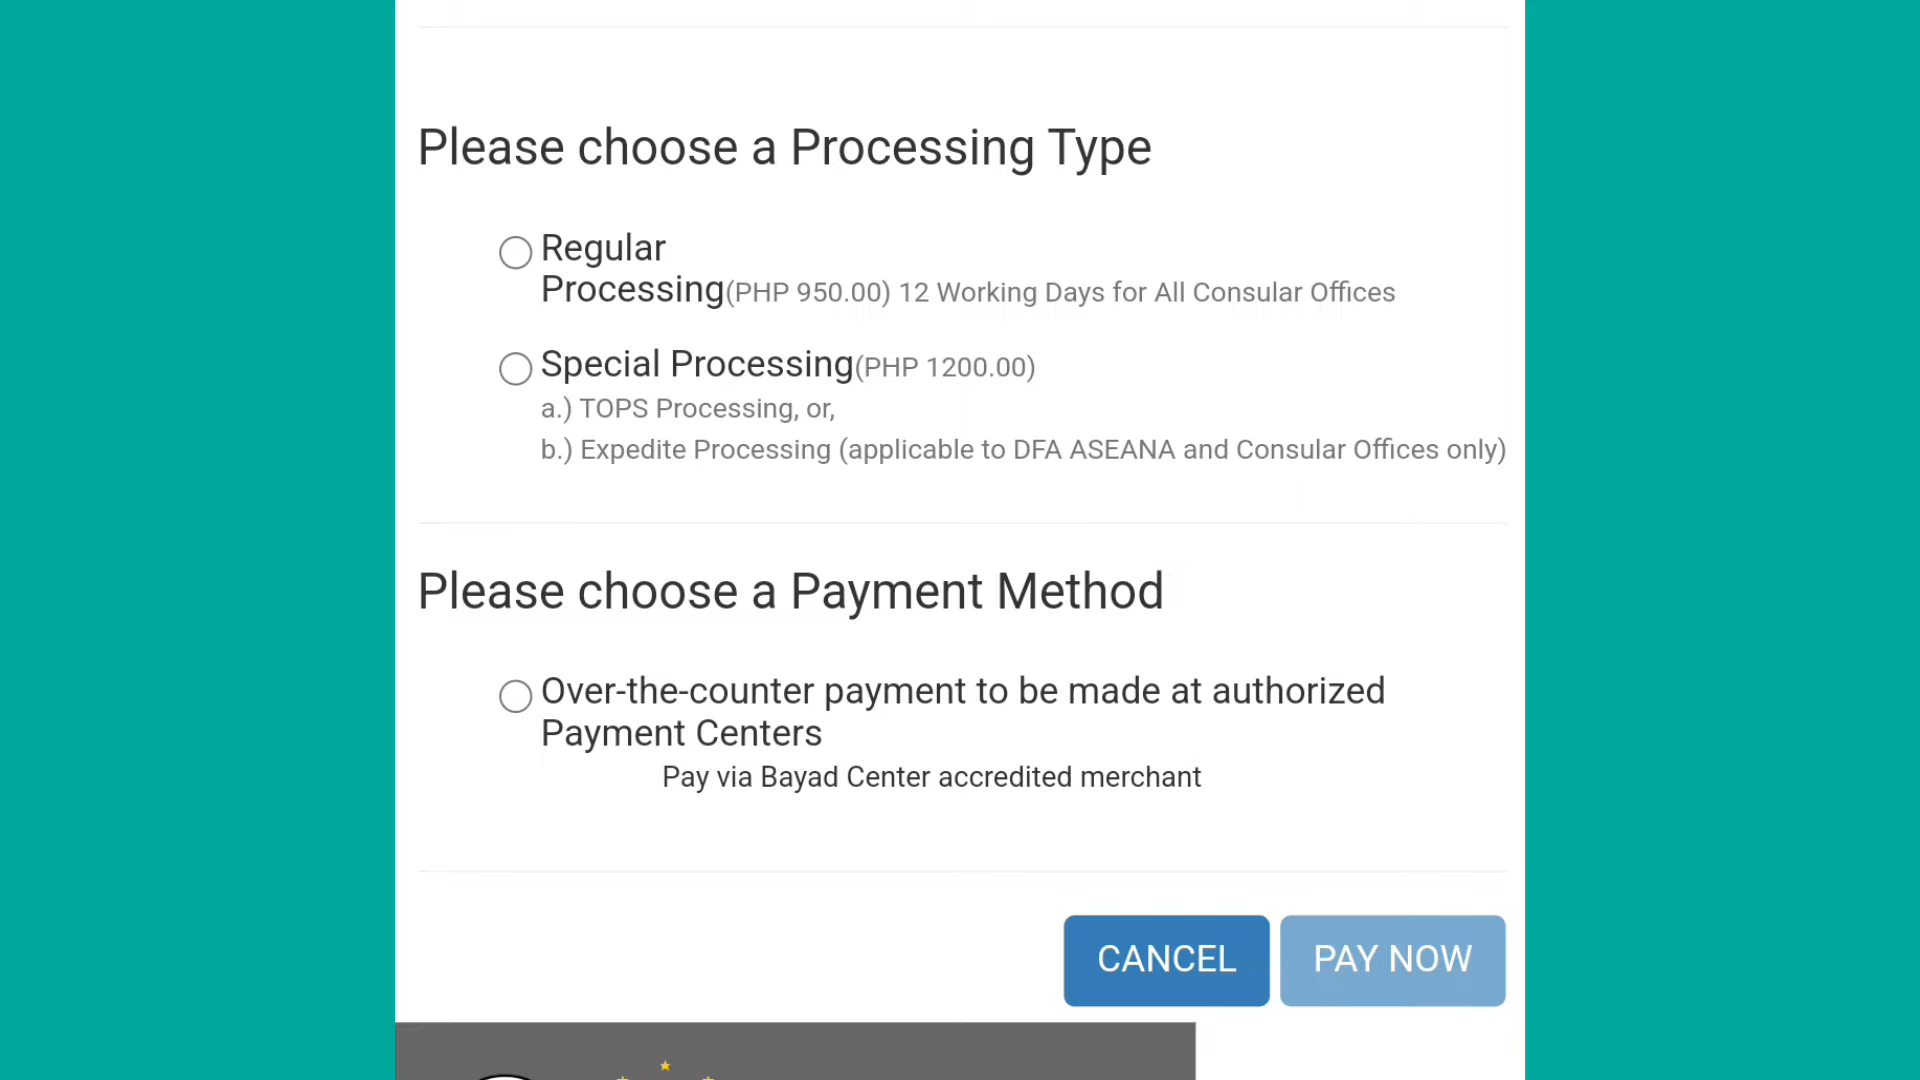 Please choose a Processing Type
Regular
Processing(PHP 950.00) 12 Working Days for All Consular Offices
Special Processing(PHP 1200.00)
a.) TOPS Processing, or,
b.) Expedite Processing (applicable to DFA ASEANA and Consular Offices only)
Please choose a Payment Method
Over-the-counter payment to be made at authorized
Payment Centers
Pay via Bayad Center accredited merchant
CANCEL PAY NOW